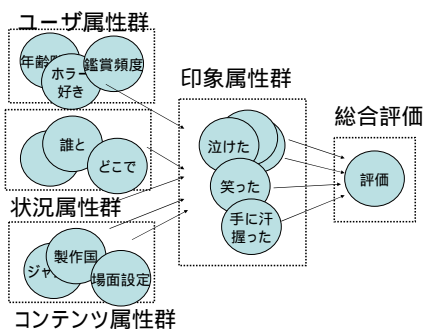 ユーザ属性群
年齢
ホラー
好き
鑑賞頻度
誰と
どこで
状況属性群
製作国
場面設定
コンテンツ属性群
印象属性群
泣けた
笑った
手に汗
握った
総合評価
評価